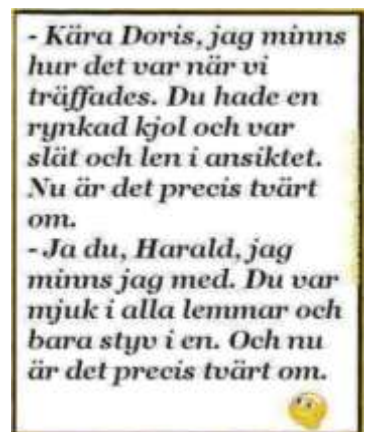 - Kära Doris, jag minns
hur det var när vi
träffades. Du hade en
rynkad kjol och var
slät och len i ansiktet.
Nu är det precis tvärt
om.
- Ja du, Harald, jag
minns jag med. Du var
mjuk i alla lemmar och
bara styv i en. Och nu
är det precis tvärt om.